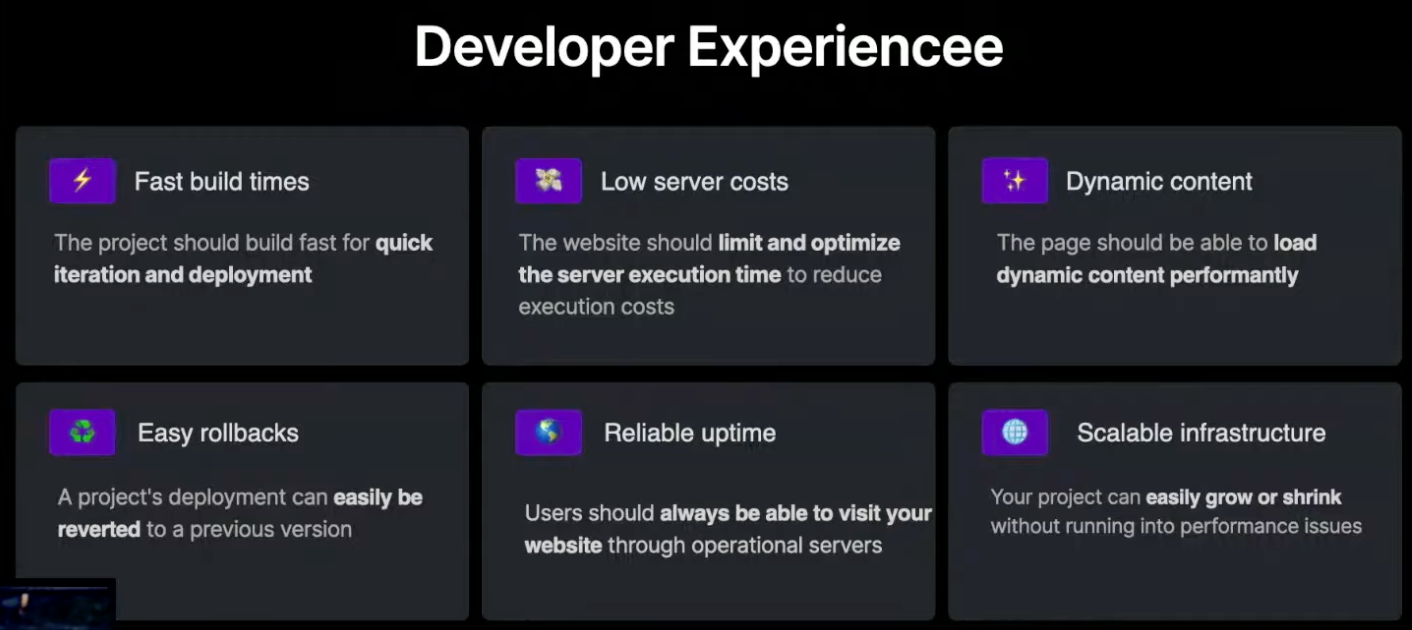 Developer Experiencee
Fast build times
The project should build fast for quick
iteration and deployment
Low server costs
The website should limit and optimize
the server execution time to reduce
execution costs
Dynamic content
The page should be able to load
dynamic content performantly
Easy rollbacks
A project's deployment can easily be
reverted to a previous version
Reliable uptime
Users should always be able to visit your
website through operational servers
Scalable infrastructure
Your project can easily grow or shrink
without running into performance issues